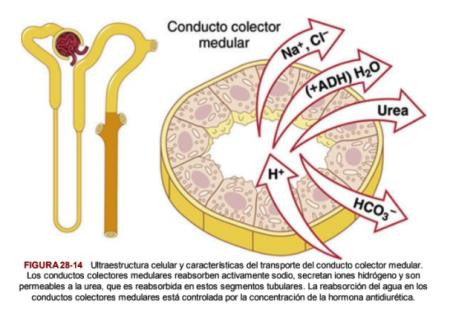 Conducto colector
medular
Na⁺, Cl⁻
(+ADH) H₂O
Urea
H⁺
HCO₃⁻
FIGURA 28-14 Ultraestructura celular y características del transporte del conducto colector medular.
Los conductos colectores medulares reabsorben activamente sodio, secretan iones hidrógeno y son
permeables a la urea, que es reabsorbida en estos segmentos tubulares. La reabsorción del agua en los
conductos colectores medulares está controlada por la concentración de la hormona antidiurética.